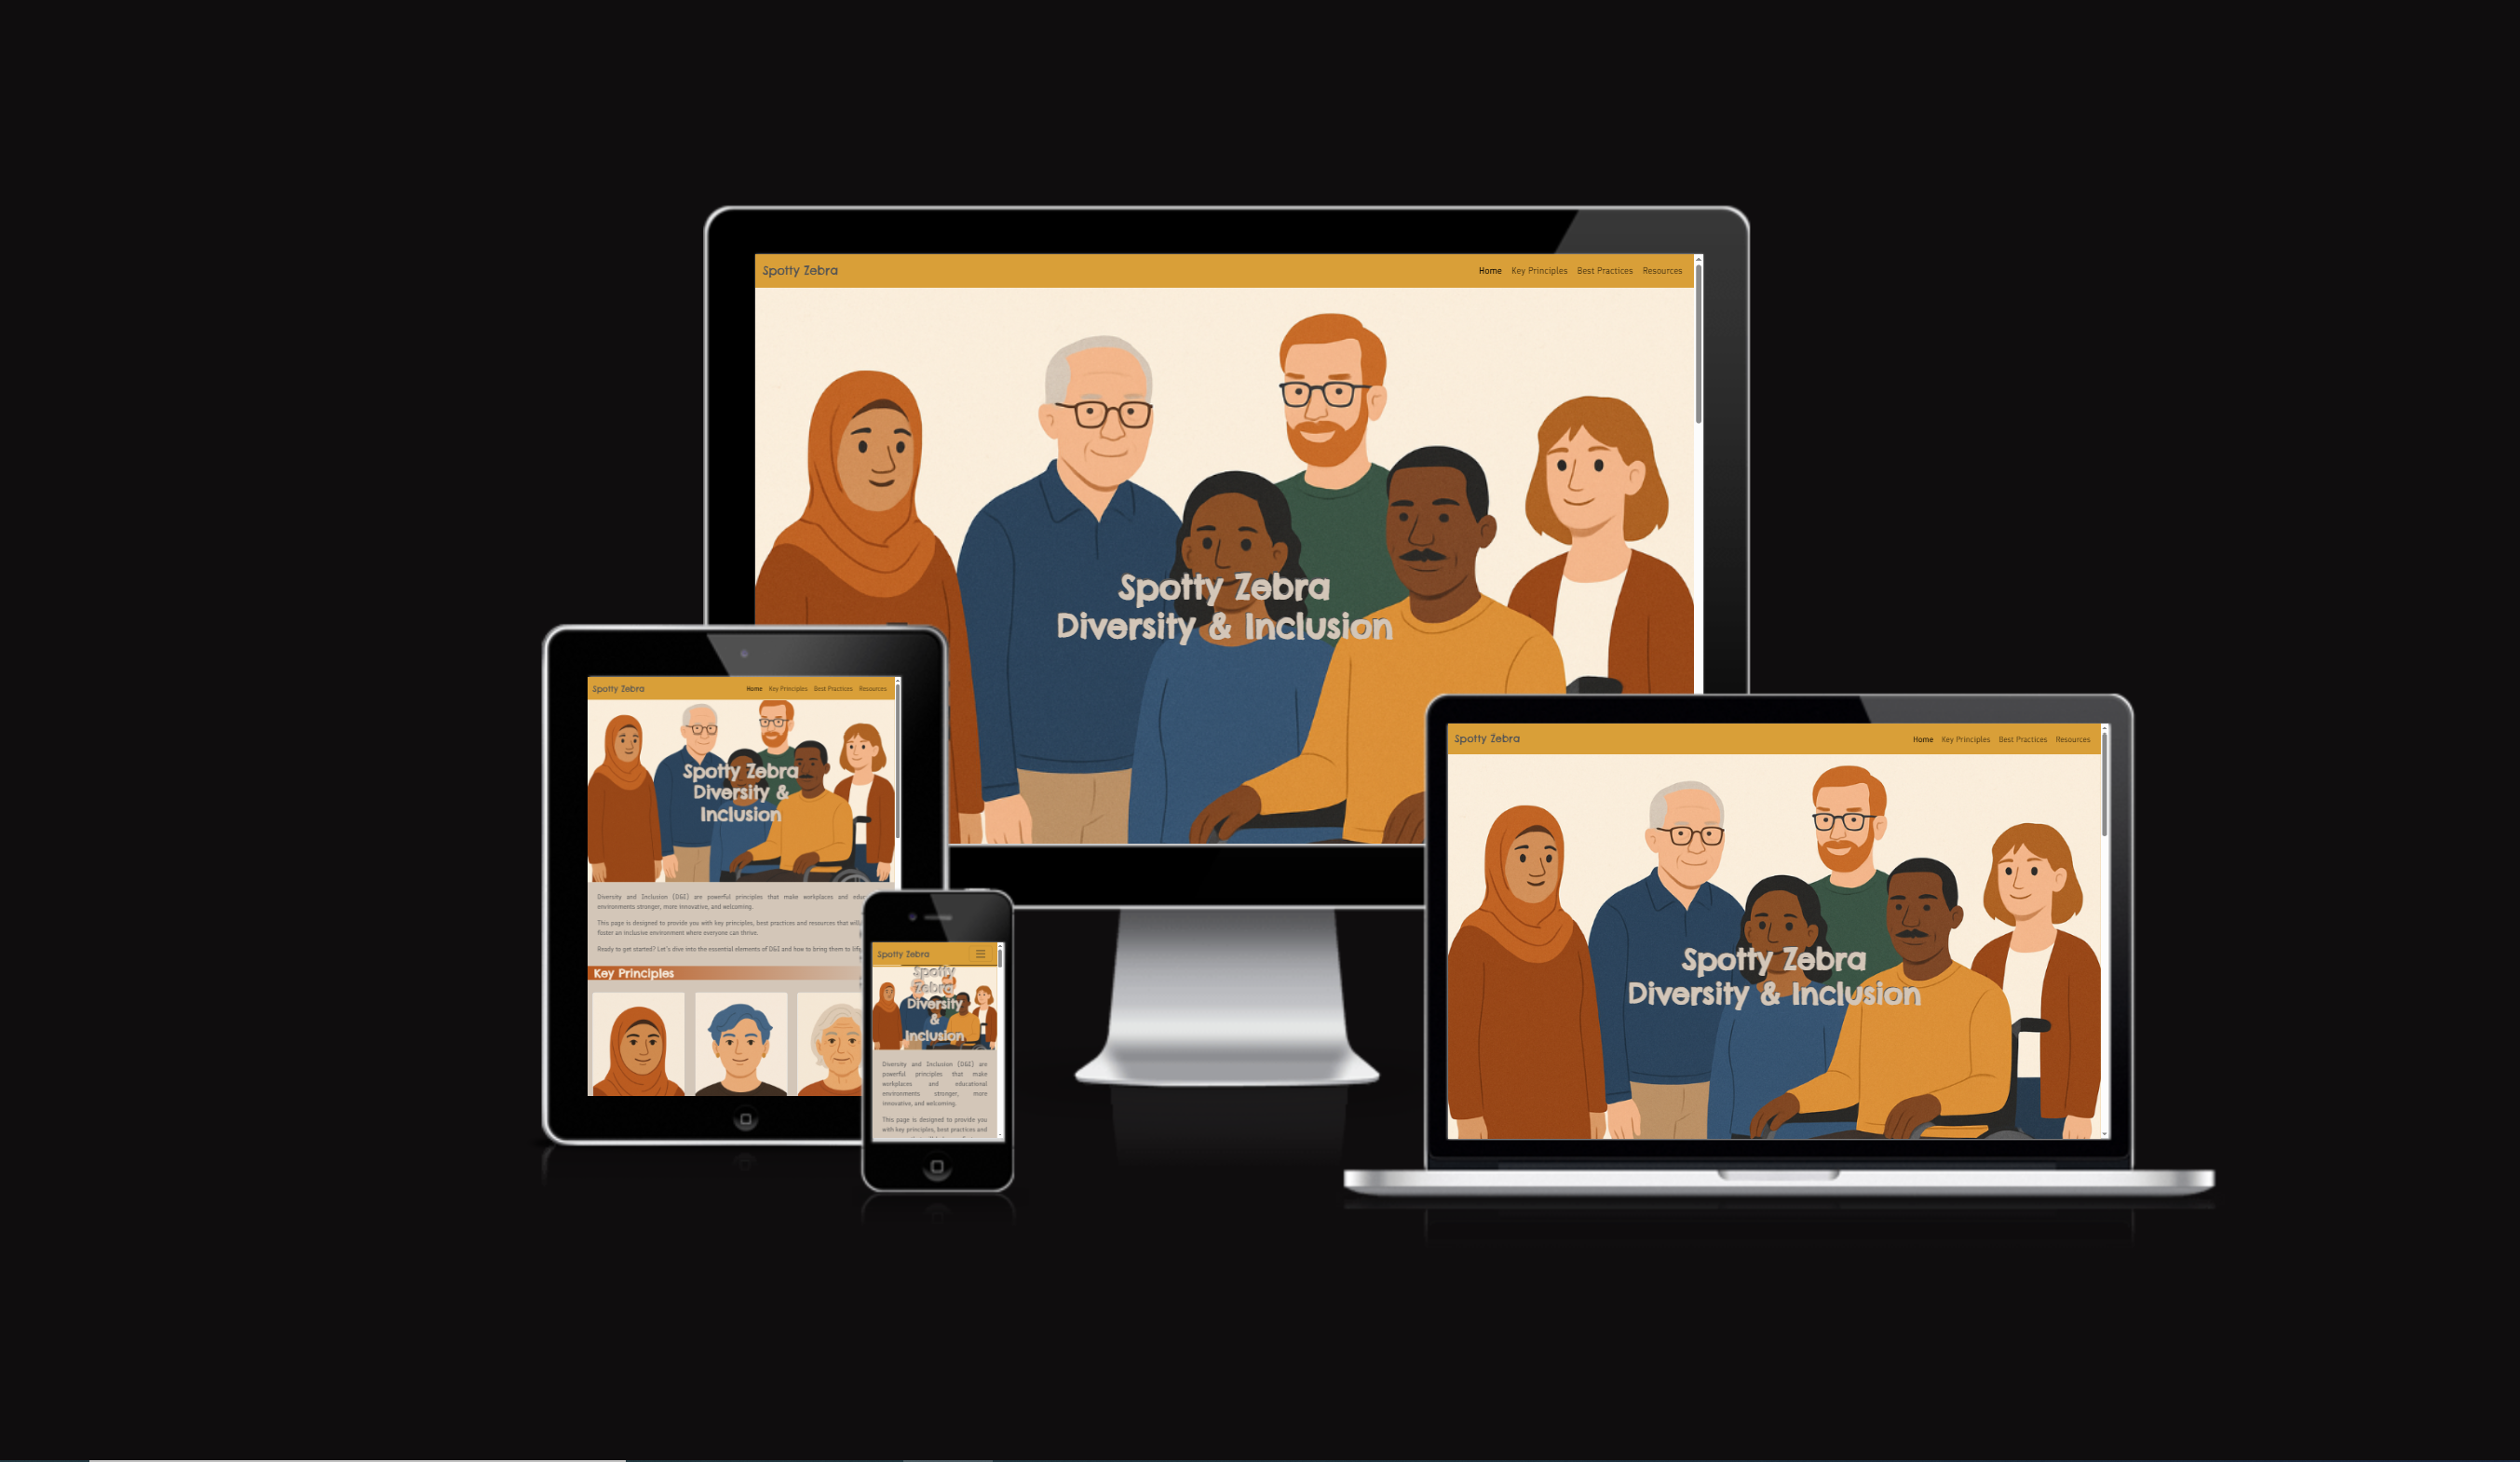 Spotty Zebra
Home Key Principles Best Practices Resources
Spotty Zebra
Diversity & Inclusion
Spotty Zebra
Home Key Principles Best Practices Resources
Spotty Zebra
Diversity &
Inclusion
Diversity and Inclusion (D&I) are powerful principles that make workplaces and
environments stronger, more innovative, and welcoming.
This page is designed to provide you with key principles, best practices and resources that will
foster an inclusive environment where everyone can thrive.
Ready to get started? Let's dive into the essential elements of D&I and how to bring them to
Key Principles
Spotty Zebra
Spotty
Zebra
Diversity
&
Inclusion
Diversity and Inclusion (D&I) are
powerful principles that make
workplaces and educational
environments stronger, more
innovative, and welcoming.
This page is designed to provide you
with key principles, best practices and
Spotty Zebra
Home Key Principles Best Practices Resources
Spotty Zebra
Diversity & Inclusion